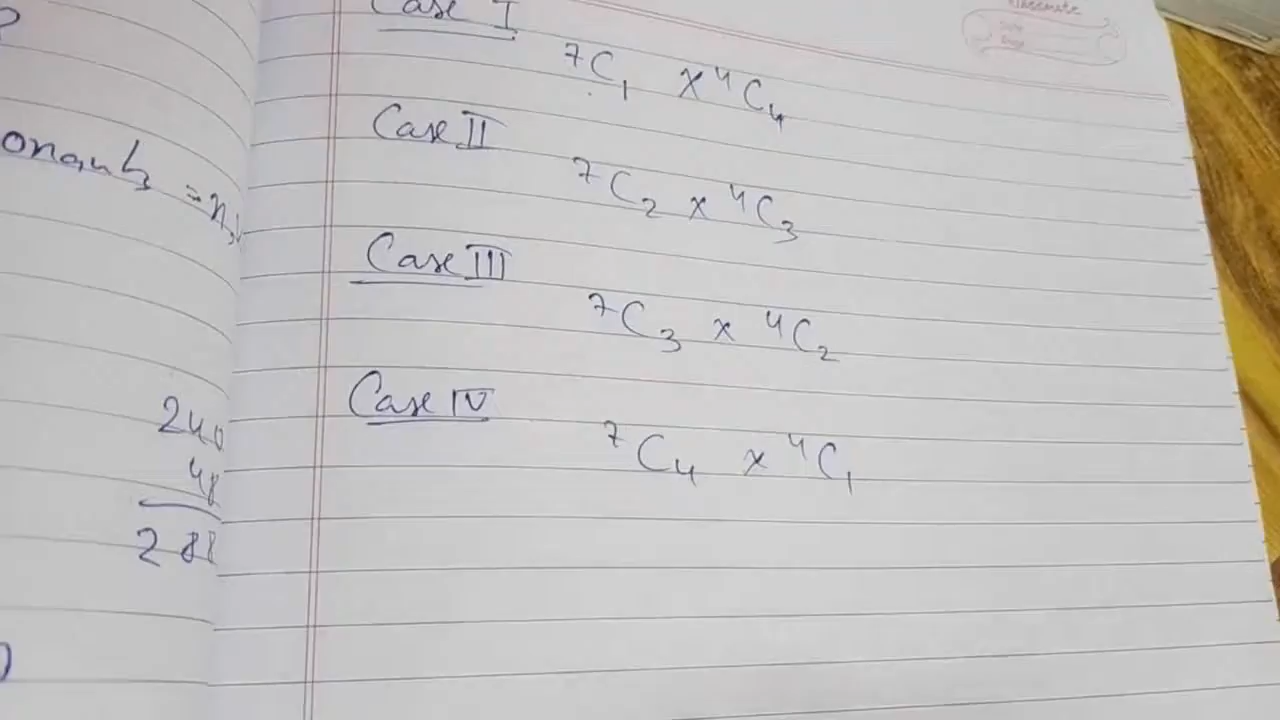 Case I
⁷C₁ x ⁴C₄
Case II
⁷C₂ x ⁴C₃
Case III
⁷C₃ x ⁴C₂
Case IV
⁷C₄ x ⁴C₁
240
48
288